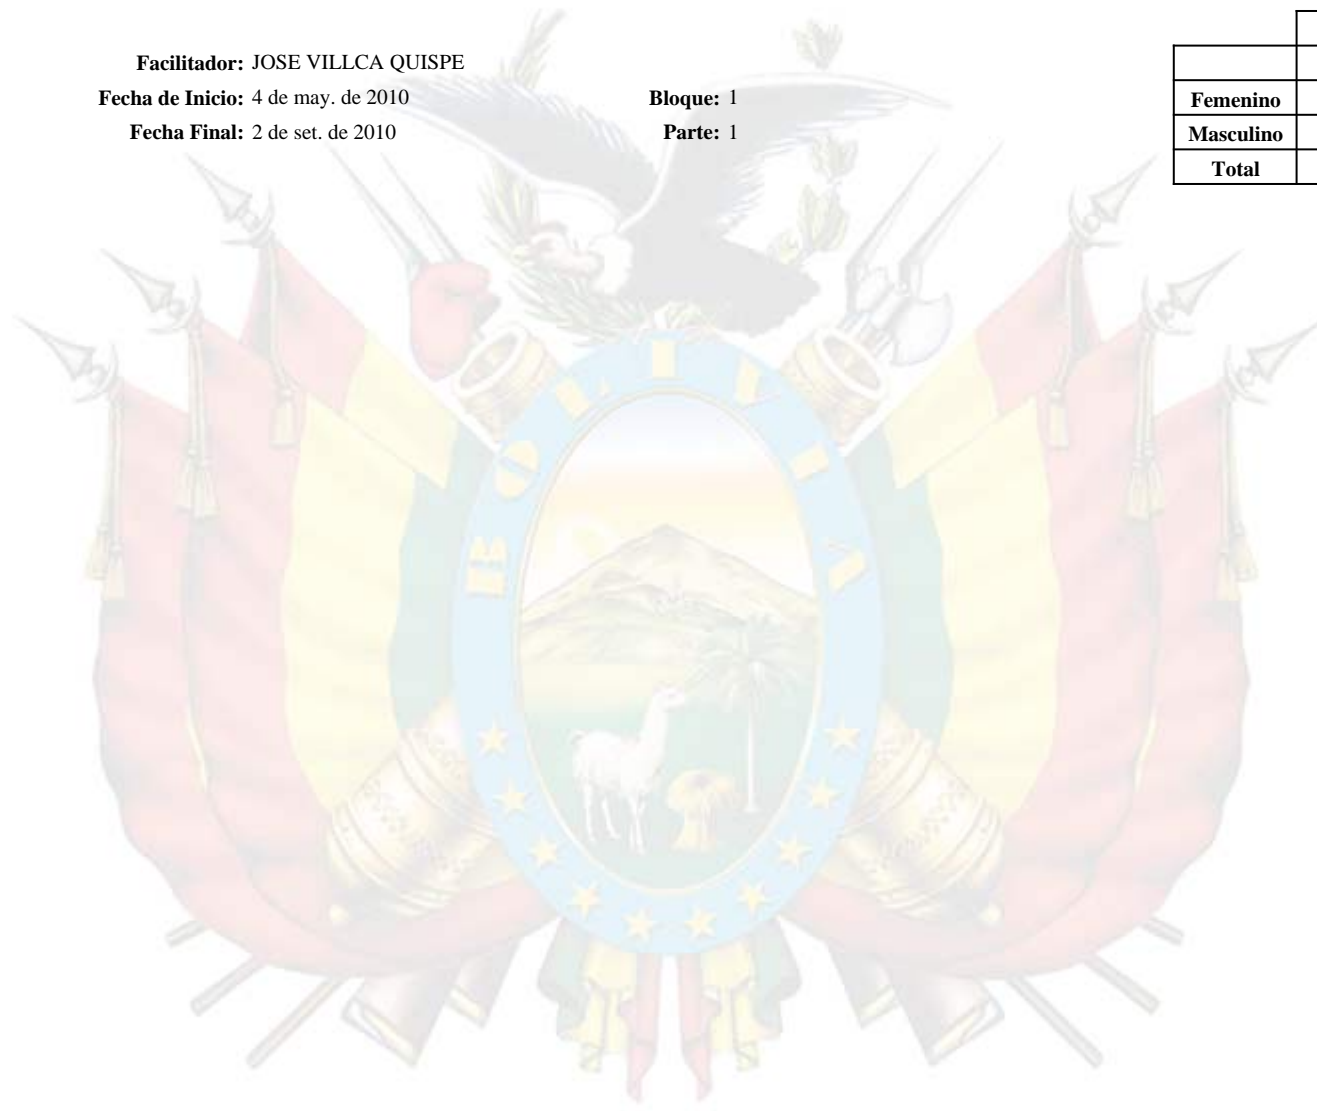 Facilitador: JOSE VILLCA QUISPE
Fecha de Inicio: 4 de may. de 2010
Bloque: 1
Fecha Final: 2 de set. de 2010
Parte: 1
Femenino
Masculino
Total
BOLIVIA